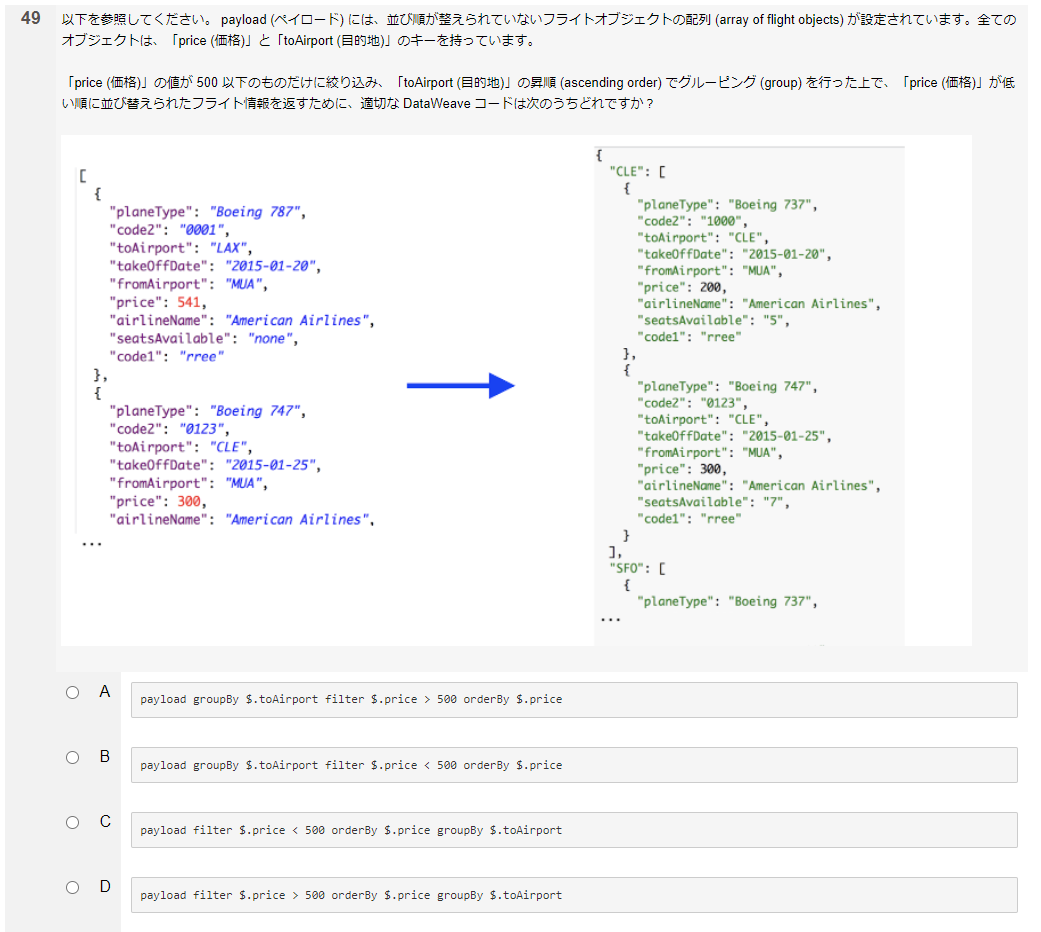 49
以下を参照してください。 payload (ペイロード) には、並び順が整えられていないフライトオブジェクトの配列 (array of flight objects) が設定されています。全ての
オブジェクトは、「price (価格)」と「toAirport (目的地)」のキーを持っています。
「price (価格)」の値が 500 以下のものだけに絞り込み、「toAirport (目的地)」の昇順 (ascending order) でグルーピング (group) を行った上で、「price (価格)」が低
い順に並び替えられたフライト情報を返すために、適切な DataWeave コードは次のうちどれですか？
[
{
"planeType": "Boeing 787",
"code2": "0001",
"toAirport": "LAX",
"takeOffDate": "2015-01-20",
"fromAirport": "MUA",
"price": 541,
"airlineName": "American Airlines",
"seatsAvailable": "none",
"code1": "rree"
},
{
"planeType": "Boeing 747",
"code2": "0123",
"toAirport": "CLE",
"takeOffDate": "2015-01-25",
"fromAirport": "MUA",
"price": 300,
"airlineName": "American Airlines",
...
{
"CLE": [
{
"planeType": "Boeing 737",
"code2": "1000",
"toAirport": "CLE",
"takeOffDate": "2015-01-20",
"fromAirport": "MUA",
"price": 200,
"airlineName": "American Airlines",
"seatsAvailable": "5",
"code1": "rree"
},
{
"planeType": "Boeing 747",
"code2": "0123",
"toAirport": "CLE",
"takeOffDate": "2015-01-25",
"fromAirport": "MUA",
"price": 300,
"airlineName": "American Airlines",
"seatsAvailable": "7",
"code1": "rree"
}
],
"SFO": [
{
"planeType": "Boeing 737",
...
A
payload groupBy $.toAirport filter $.price > 500 orderBy $.price
B
payload groupBy $.toAirport filter $.price < 500 orderBy $.price
C
payload filter $.price < 500 orderBy $.price groupBy $.toAirport
D
payload filter $.price > 500 orderBy $.price groupBy $.toAirport